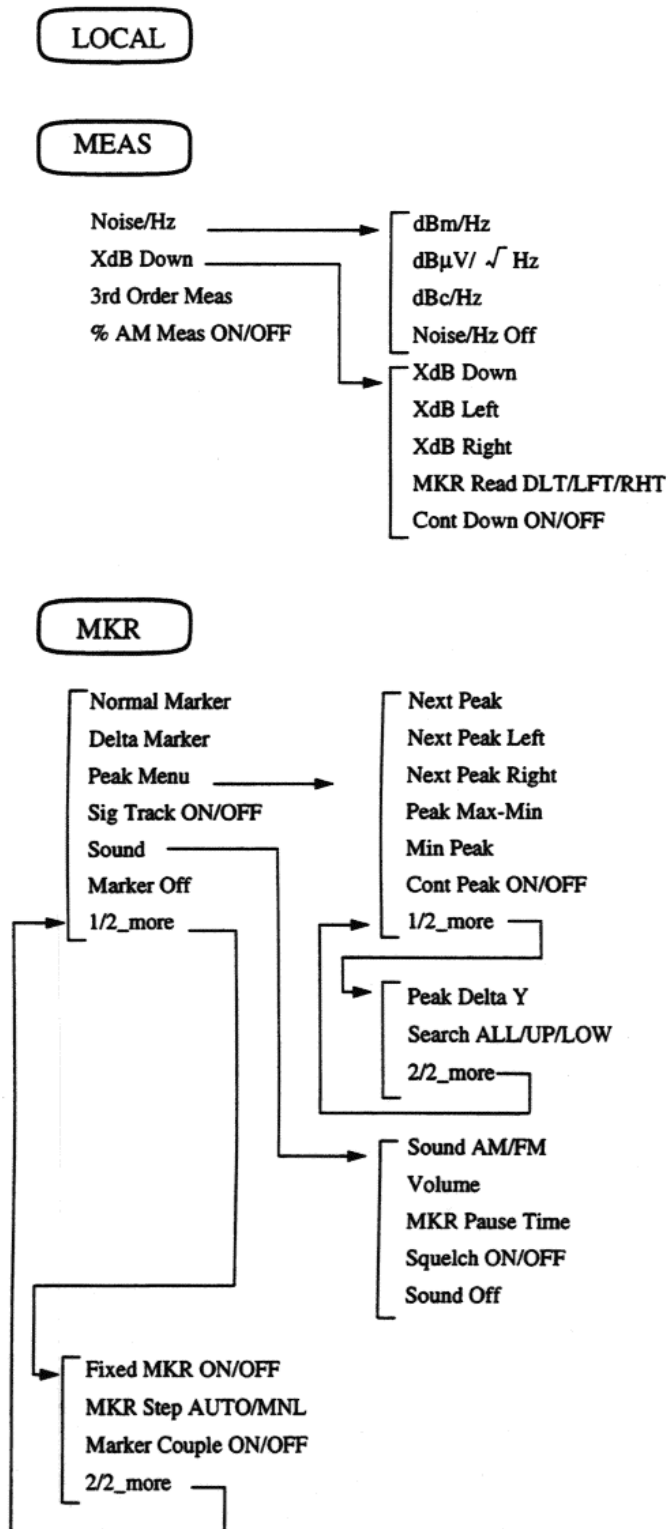 LOCAL
MEAS
Noise/Hz
XdB Down
3rd Order Meas
% AM Meas ON/OFF
dBm/Hz
dBμV/ √ Hz
dBc/Hz
Noise/Hz Off
XdB Down
XdB Left
XdB Right
MKR Read DLT/LFT/RHT
Cont Down ON/OFF
MKR
Normal Marker
Delta Marker
Peak Menu
Sig Track ON/OFF
Sound
Marker Off
1/2_more
Next Peak
Next Peak Left
Next Peak Right
Peak Max-Min
Min Peak
Cont Peak ON/OFF
1/2_more
Peak Delta Y
Search ALL/UP/LOW
2/2_more
Sound AM/FM
Volume
MKR Pause Time
Squelch ON/OFF
Sound Off
Fixed MKR ON/OFF
MKR Step AUTO/MNL
Marker Couple ON/OFF
2/2_more